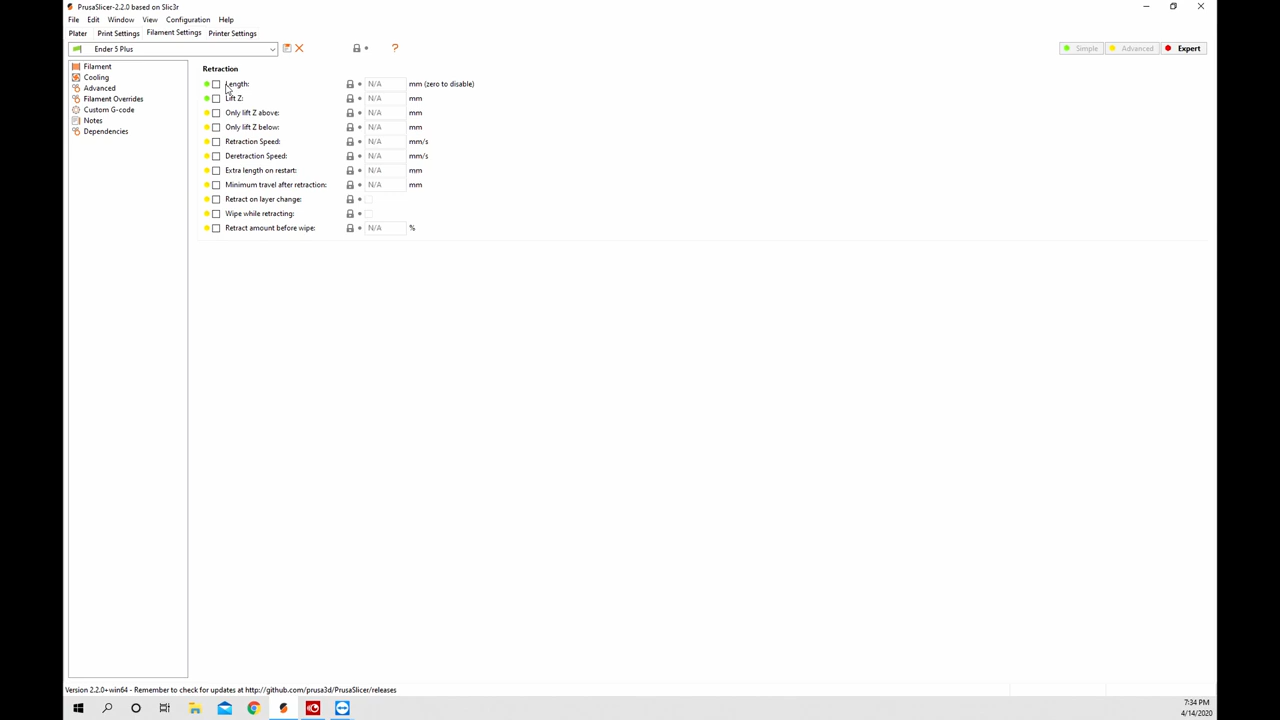 PrusaSlicer-2.2.0 based on Slic3r
File Edit Window View Configuration Help
Plater Print Settings Filament Settings Printer Settings
Ender 5 Plus ? Simple Advanced Expert
Filament
Cooling
Advanced
Filament Overrides
Custom G-code
Notes
Dependencies
Retraction
Length: N/A mm (zero to disable)
Lift Z: N/A mm
Only lift Z above: N/A mm
Only lift Z below: N/A mm
Retraction Speed: N/A mm/s
Deretraction Speed: N/A mm/s
Extra length on restart: N/A mm
Minimum travel after retraction: N/A mm
Retract on layer change:
Wipe while retracting:
Retract amount before wipe: N/A %
Version 2.2.0+win64 - Remember to check for updates at http://github.com/prusa3d/PrusaSlicer/releases
7:34 PM
4/14/2020